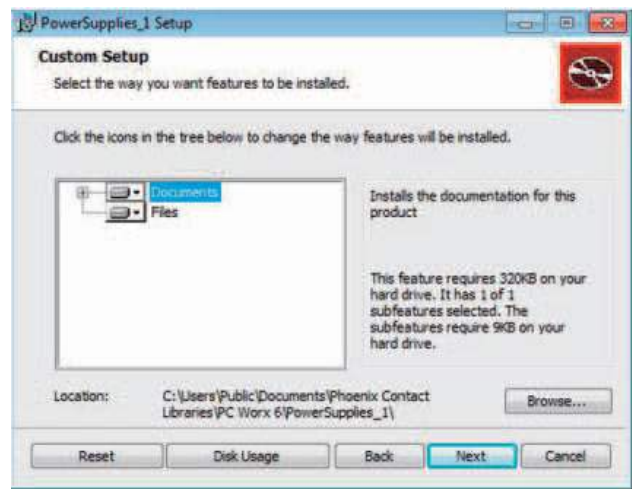 PowerSupplies_1 Setup
Custom Setup
Select the way you want features to be installed.
Click the icons in the tree below to change the way features will be installed.
Documents
Files
Installs the documentation for this
product
This feature requires 320KB on your
hard drive. It has 1 of 1
subfeatures selected. The
subfeatures require 9KB on your
hard drive.
Location:
C:\Users\Public\Documents\Phoenix Contact
Libraries\PC Worx 6\PowerSupplies_1\
Browse...
Reset
Disk Usage
Back
Next
Cancel